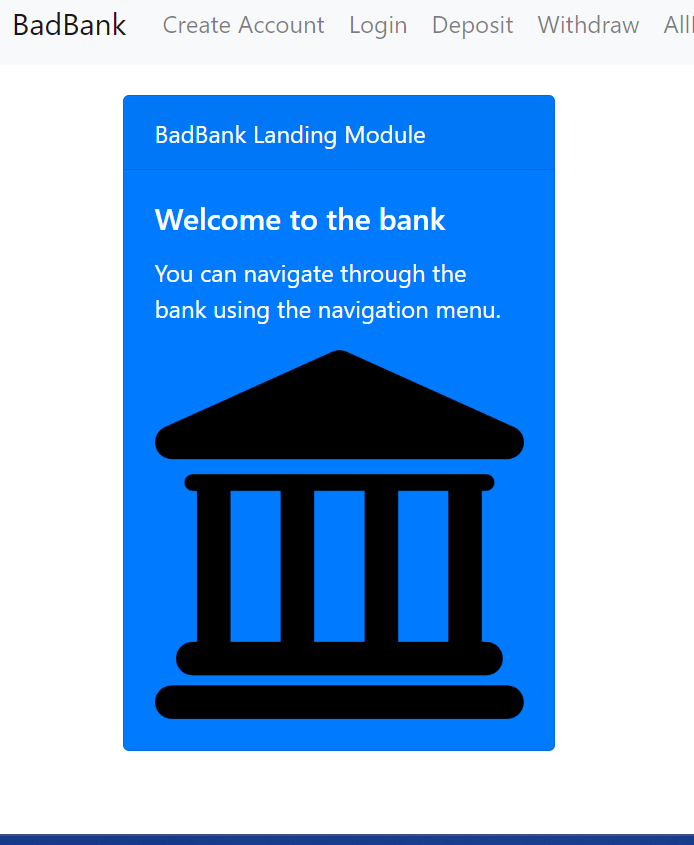 BadBank Create Account Login Deposit Withdraw
BadBank Landing Module
Welcome to the bank
You can navigate through the
bank using the navigation menu.